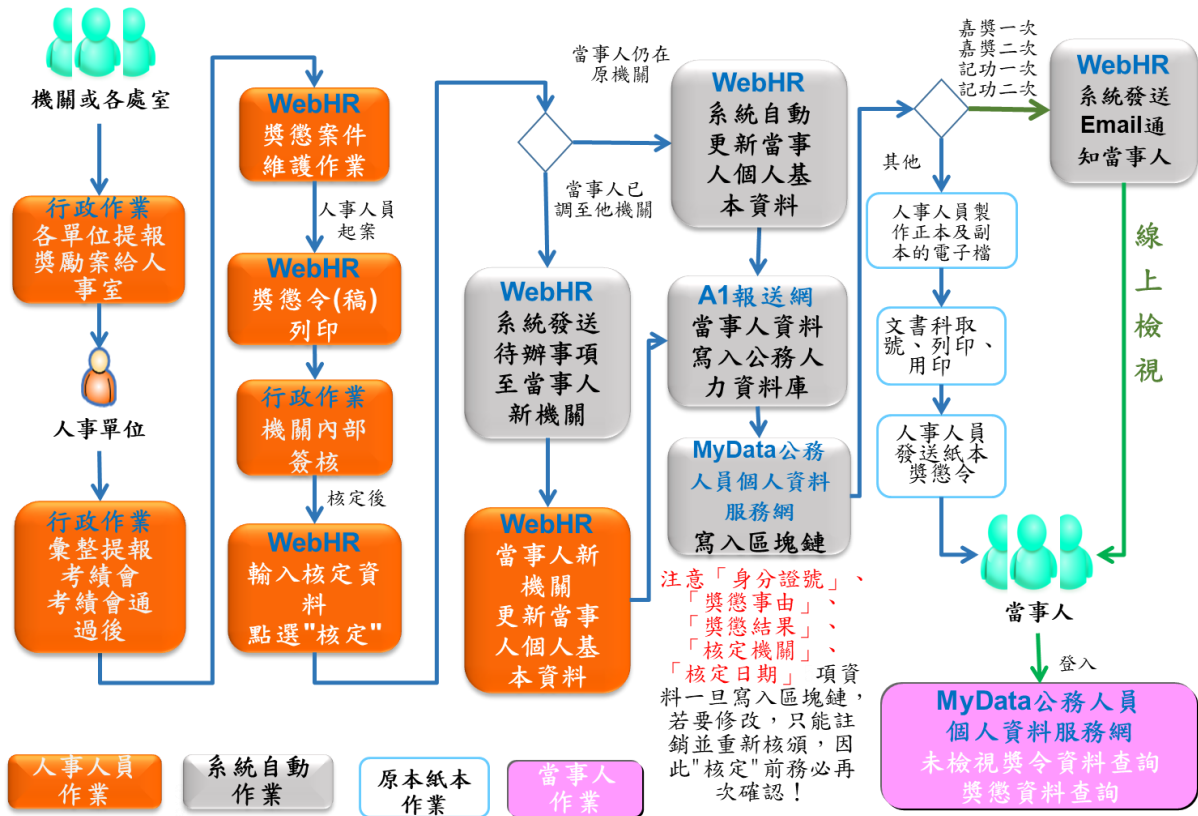 機關或各處室
行政作業
各單位提報
獎勵案給人
事室
人事單位
行政作業
彙整提報
考績會
考績會通
過後
WebHR
獎懲案件
維護作業
人事人員
起案
WebHR
獎懲令(稿)
列印
行政作業
機關內部
簽核
核定後
WebHR
輸入核定資
料
點選"核定"
當事人仍在
原機關
當事人已
調至他機關
WebHR
系統發送
待辦事項
至當事人
新機關
WebHR
當事人新
機關
更新當事
人個人基
本資料
WebHR
系統自動
更新當事
人個人基
本資料
A1報送網
當事人資料
寫入公務人
力資料庫
MyData公務
人員個人資料
服務網
寫入區塊鏈
注意「身分證號」、
「獎懲事由」、
「獎懲結果」、
「核定機關」、
「核定日期」 項資
料一旦寫入區塊鏈，
若要修改，只能註
銷並重新核頒，因
此"核定"前務必再
次確認！
嘉獎一次
嘉獎二次
記功一次
記功二次
其他
人事人員製
作正本及副
本的電子檔
文書科取
號、列印、
用印
人事人員
發送紙本
獎懲令
WebHR
系統發送
Email通
知當事人
線上檢視
當事人
登入
MyData公務人員
個人資料服務網
未檢視獎令資料查詢
獎懲資料查詢
人事人員
作業
系統自動
作業
原本紙本
作業
當事人
作業